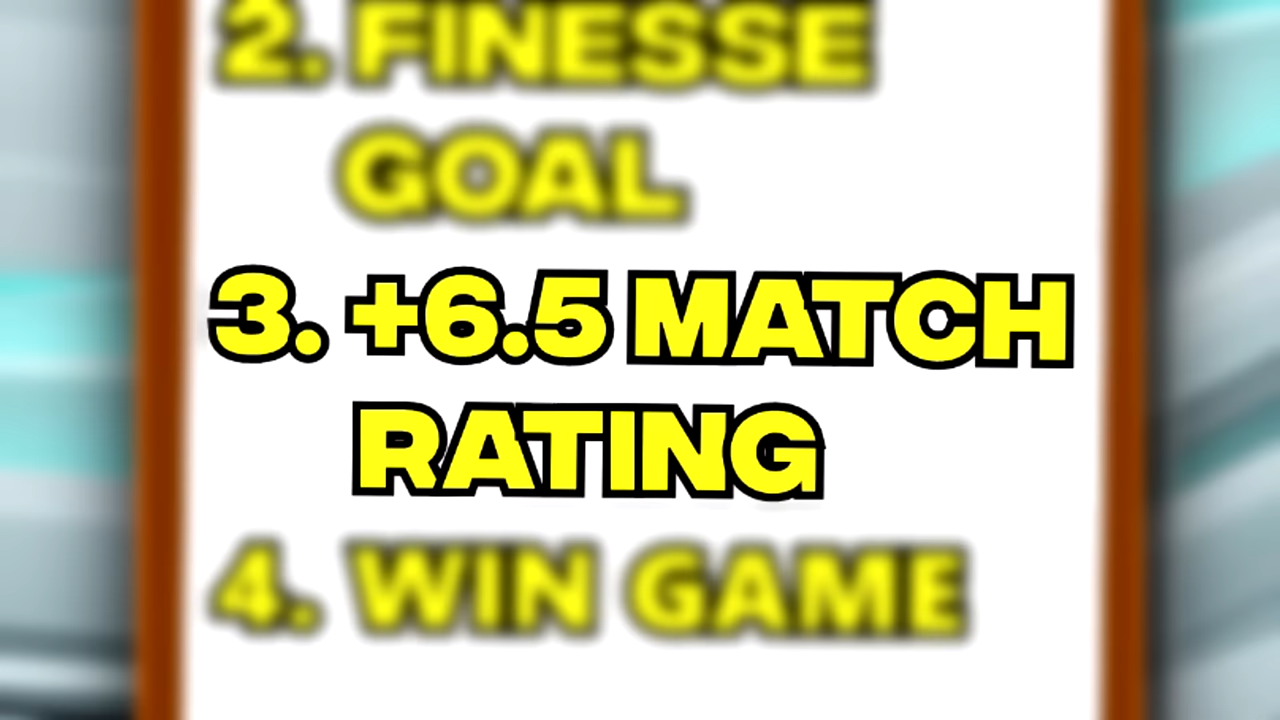 2. FINESSE
GOAL
3. +6.5 MATCH
RATING
4. WIN GAME